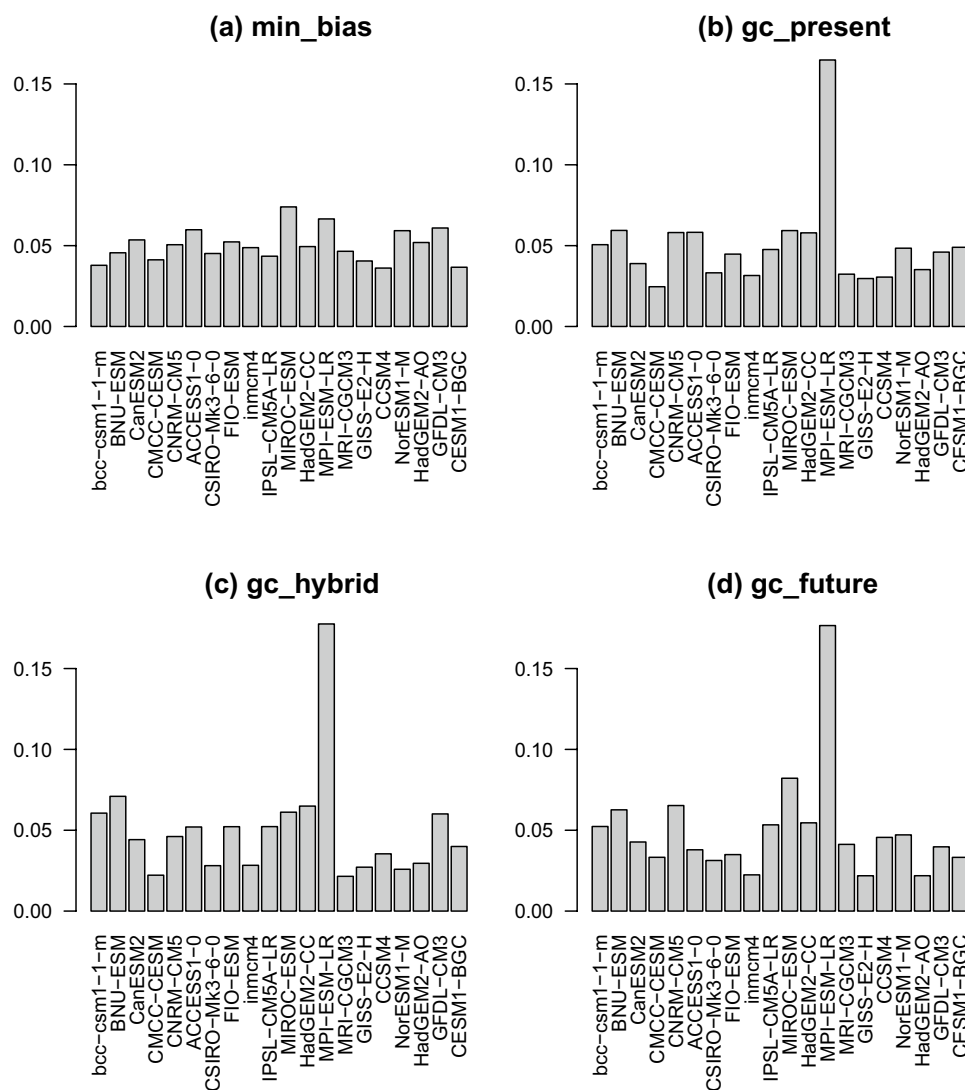 (a) min_bias
0.15
0.10
0.05
0.00
bcc−csm1−1−m
BNU−ESM
CanESM2
CMCC−CESM
CNRM−CM5
ACCESS1−0
CSIRO−Mk3−6−0
FIO−ESM
inmcm4
IPSL−CM5A−LR
MIROC−ESM
HadGEM2−CC
MPI−ESM−LR
MRI−CGCM3
GISS−E2−H
CCSM4
NorESM1−M
HadGEM2−AO
GFDL−CM3
CESM1−BGC
(b) gc_present
0.15
0.10
0.05
0.00
bcc−csm1−1−m
BNU−ESM
CanESM2
CMCC−CESM
CNRM−CM5
ACCESS1−0
CSIRO−Mk3−6−0
FIO−ESM
inmcm4
IPSL−CM5A−LR
MIROC−ESM
HadGEM2−CC
MPI−ESM−LR
MRI−CGCM3
GISS−E2−H
CCSM4
NorESM1−M
HadGEM2−AO
GFDL−CM3
CESM1−BGC
(c) gc_hybrid
0.15
0.10
0.05
0.00
bcc−csm1−1−m
BNU−ESM
CanESM2
CMCC−CESM
CNRM−CM5
ACCESS1−0
CSIRO−Mk3−6−0
FIO−ESM
inmcm4
IPSL−CM5A−LR
MIROC−ESM
HadGEM2−CC
MPI−ESM−LR
MRI−CGCM3
GISS−E2−H
CCSM4
NorESM1−M
HadGEM2−AO
GFDL−CM3
CESM1−BGC
(d) gc_future
0.15
0.10
0.05
0.00
bcc−csm1−1−m
BNU−ESM
CanESM2
CMCC−CESM
CNRM−CM5
ACCESS1−0
CSIRO−Mk3−6−0
FIO−ESM
inmcm4
IPSL−CM5A−LR
MIROC−ESM
HadGEM2−CC
MPI−ESM−LR
MRI−CGCM3
GISS−E2−H
CCSM4
NorESM1−M
HadGEM2−AO
GFDL−CM3
CESM1−BGC